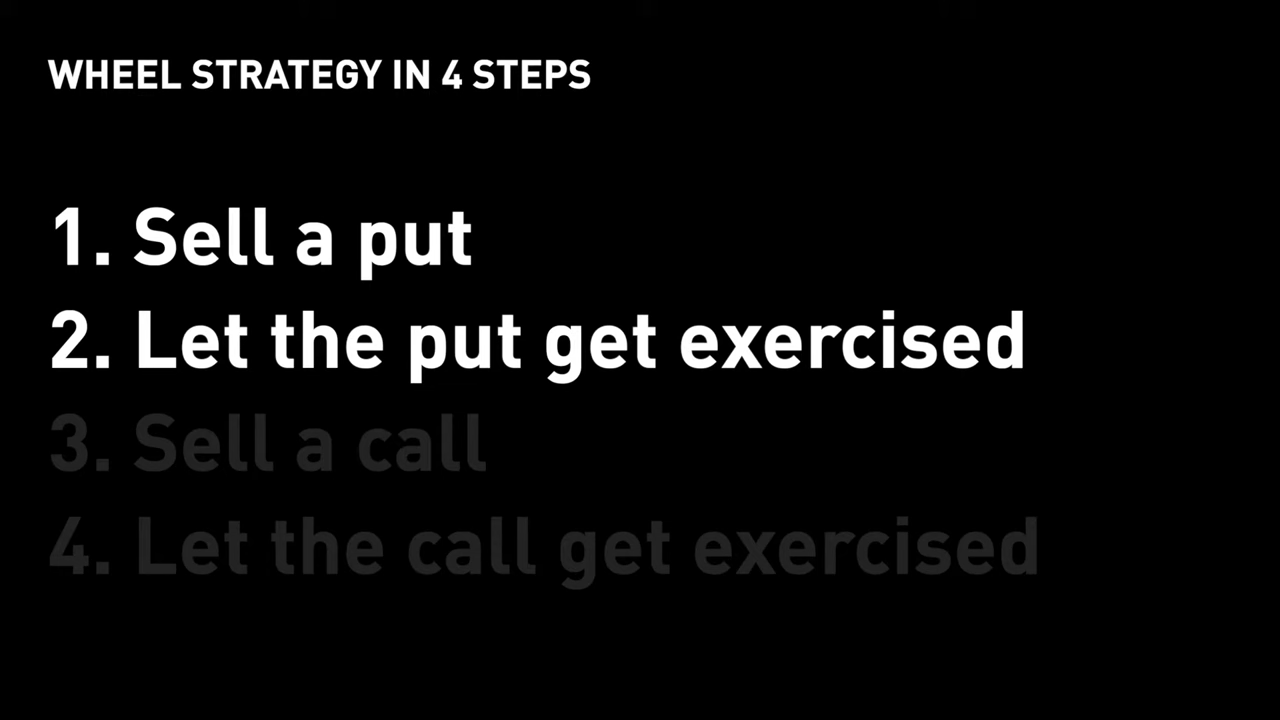 WHEEL STRATEGY IN 4 STEPS
1. Sell a put
2. Let the put get exercised
3. Sell a call
4. Let the call get exercised